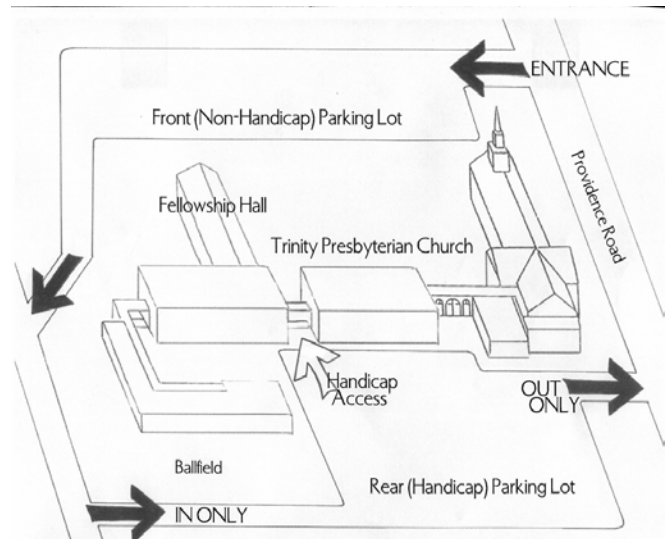 ENTRANCE
Front (Non-Handicap) Parking Lot
Providence Road
Fellowship Hall
Trinity Presbyterian Church
Handicap
Access
OUT
ONLY
Ballfield
Rear (Handicap) Parking Lot
IN ONLY